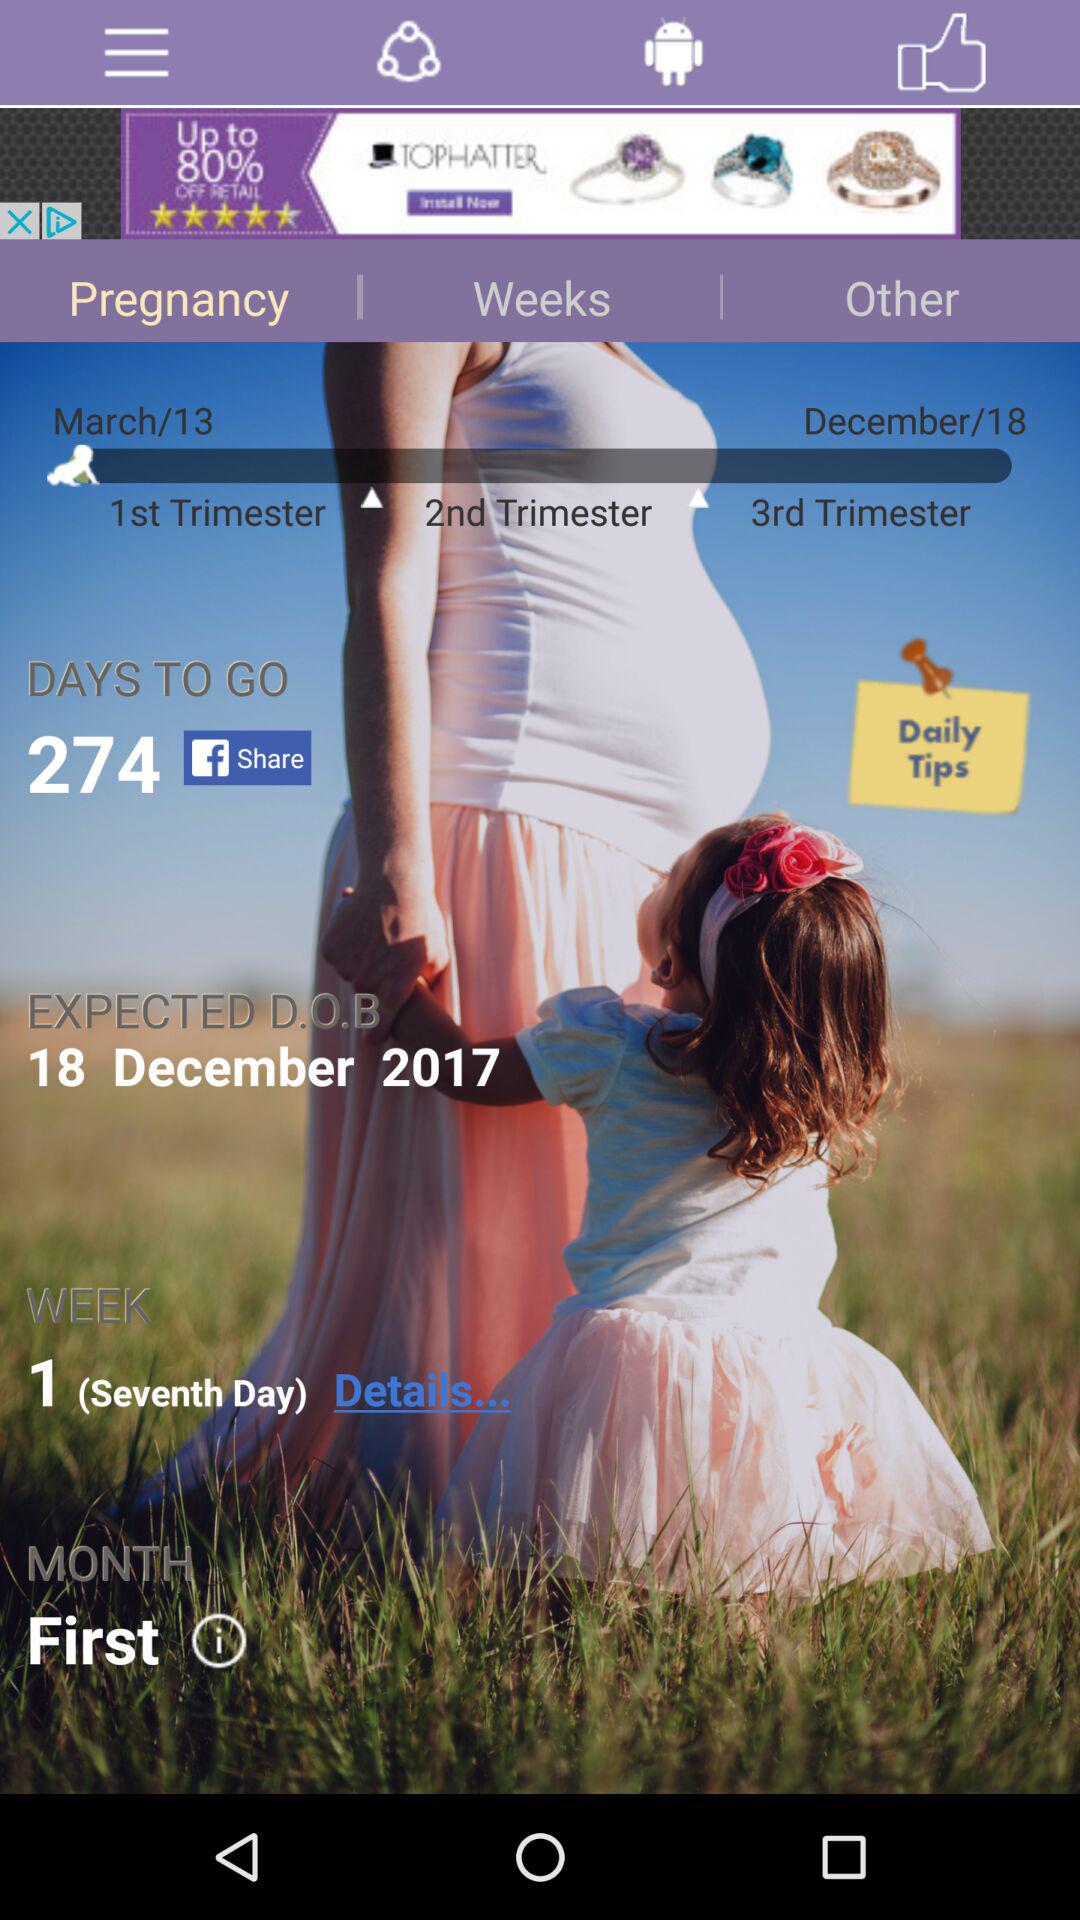 Up to
80%
OFF RETAIL
TOPHATTER
Install Now
Pregnancy
Weeks
Other
March/13
December/18
1st Trimester
2nd Trimester
3rd Trimester
DAYS TO GO
274
f Share
Daily
Tips
EXPECTED D.O.B
18 December 2017
WEEK
1 (Seventh Day) Details...
MONTH
First